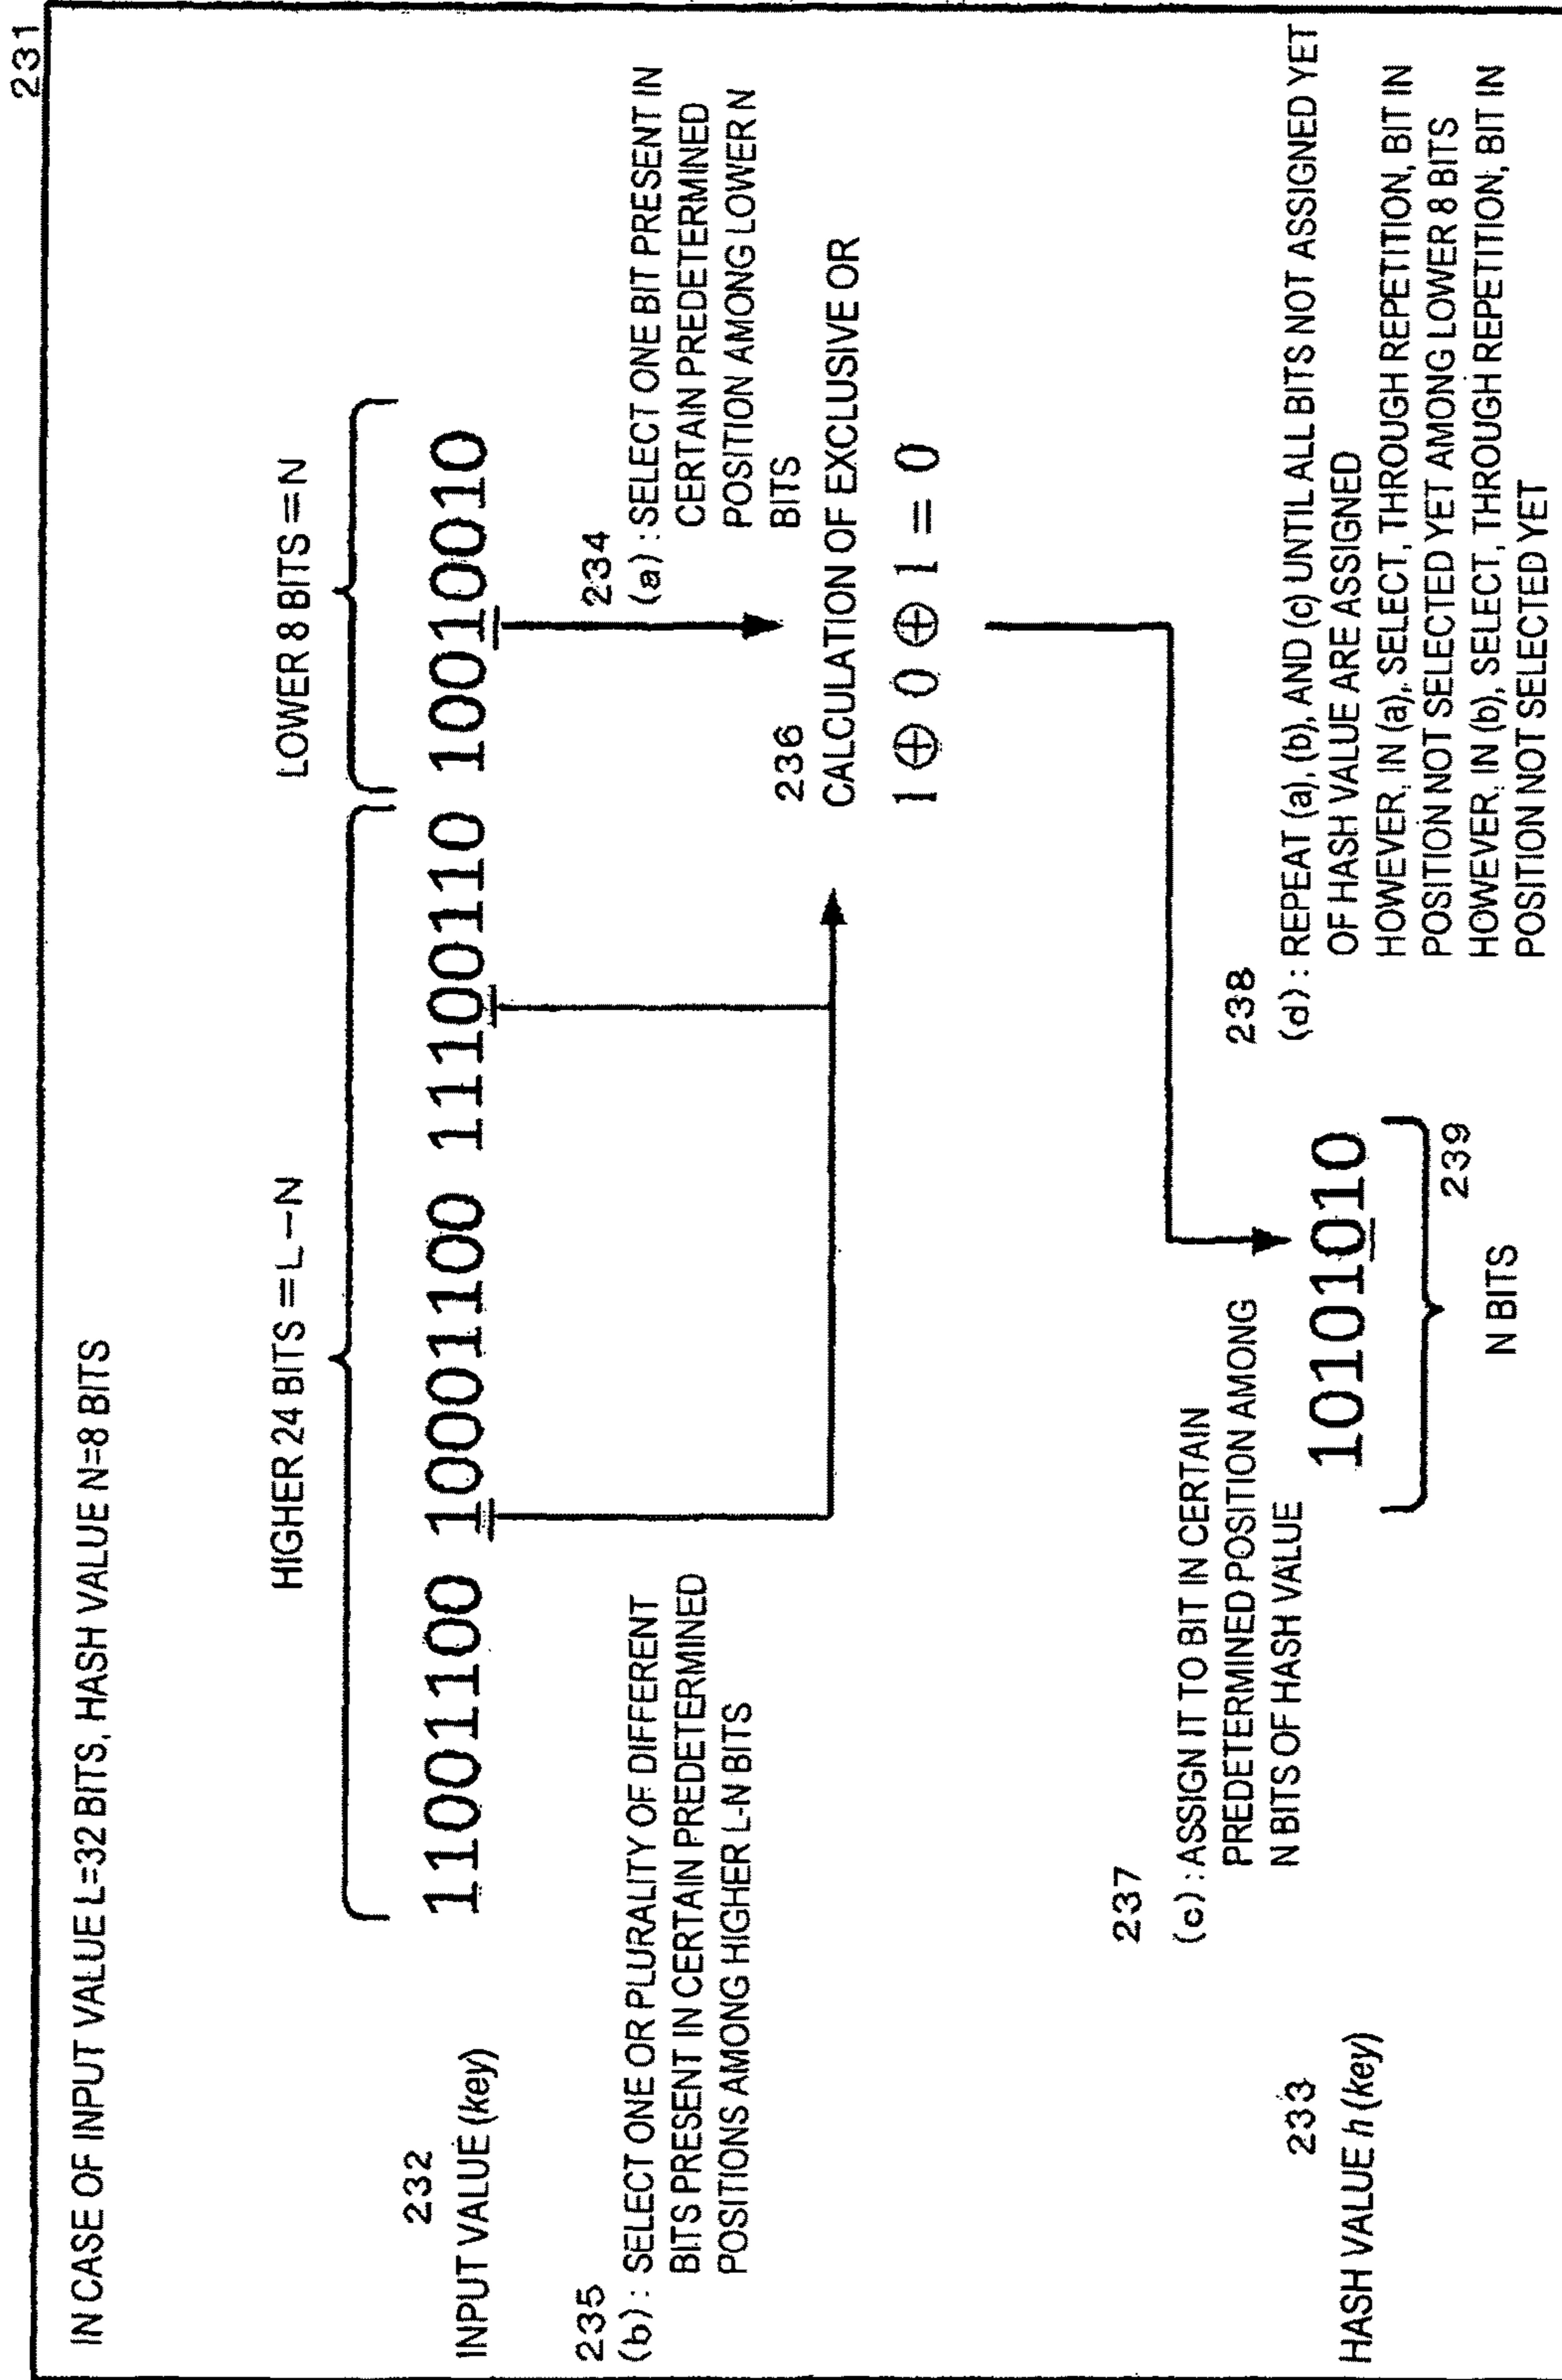 231
IN CASE OF INPUT VALUE L=32 BITS, HASH VALUE N=8 BITS
HIGHER 24 BITS = L-N
LOWER 8 BITS = N
232
INPUT VALUE (key)
11001100 10001100 11100110 10010010
235
(b) : SELECT ONE OR PLURALITY OF DIFFERENT
BITS PRESENT IN CERTAIN PREDETERMINED
POSITIONS AMONG HIGHER L-N BITS
234
(a) : SELECT ONE BIT PRESENT IN
CERTAIN PREDETERMINED
POSITION AMONG LOWER N
BITS
236
CALCULATION OF EXCLUSIVE OR
1 ⊕ 0 ⊕ 1 = 0
237
(c) : ASSIGN IT TO BIT IN CERTAIN
PREDETERMINED POSITION AMONG
N BITS OF HASH VALUE
233
HASH VALUE h (key)
10101010
239
N BITS
238
(d) : REPEAT (a), (b), AND (c) UNTIL ALL BITS NOT ASSIGNED YET
OF HASH VALUE ARE ASSIGNED
HOWEVER, IN (a), SELECT, THROUGH REPETITION, BIT IN
POSITION NOT SELECTED YET AMONG LOWER 8 BITS
HOWEVER, IN (b), SELECT, THROUGH REPETITION, BIT IN
POSITION NOT SELECTED YET